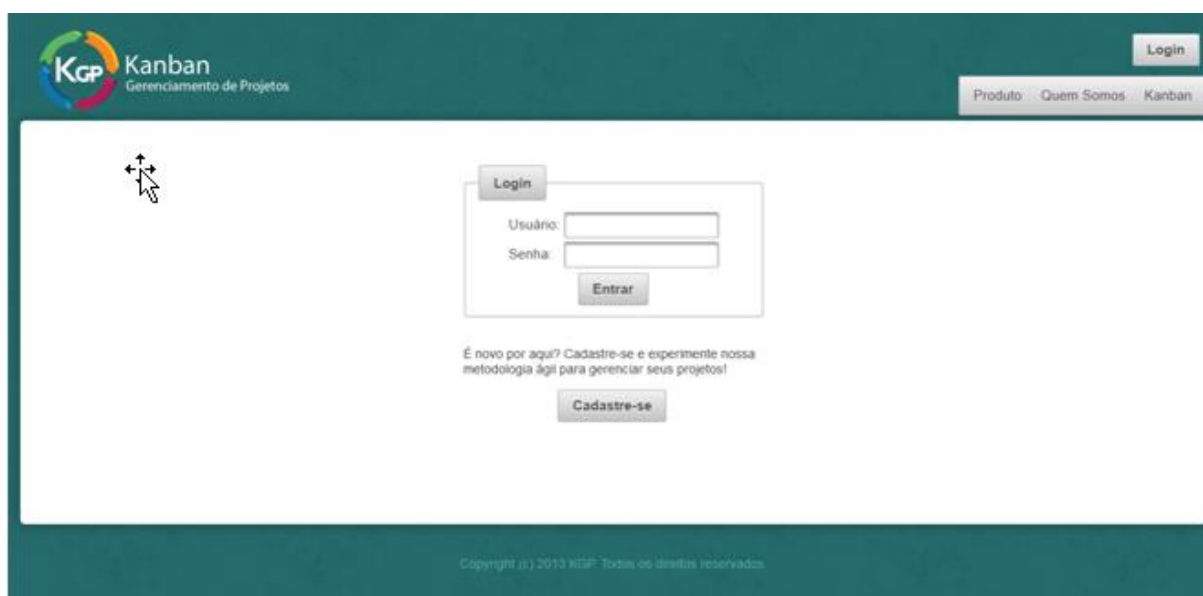 KGP Kanban
Gerenciamento de Projetos
Login
Produto Quem Somos Kanban
Login
Usuário:
Senha:
Entrar
É novo por aqui? Cadastre-se e experimente nossa
metodologia ágil para gerenciar seus projetos!
Cadastre-se
Copyright (c) 2013 KGP. Todos os direitos reservados